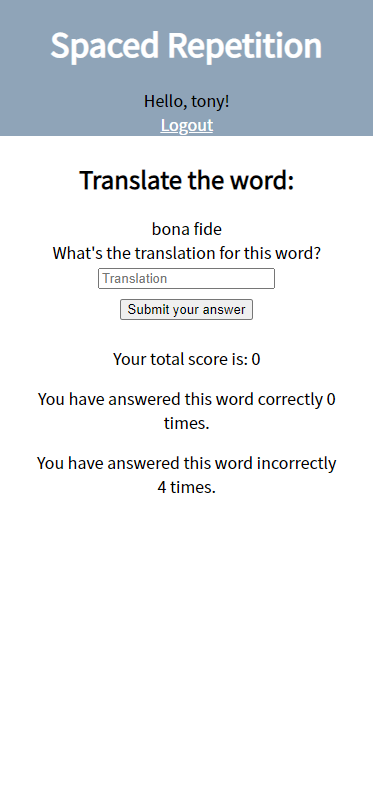 Spaced Repetition
Hello, tony!
Logout
Translate the word:
bona fide
What's the translation for this word?
Translation
Submit your answer
Your total score is: 0
You have answered this word correctly 0
times.
You have answered this word incorrectly
4 times.